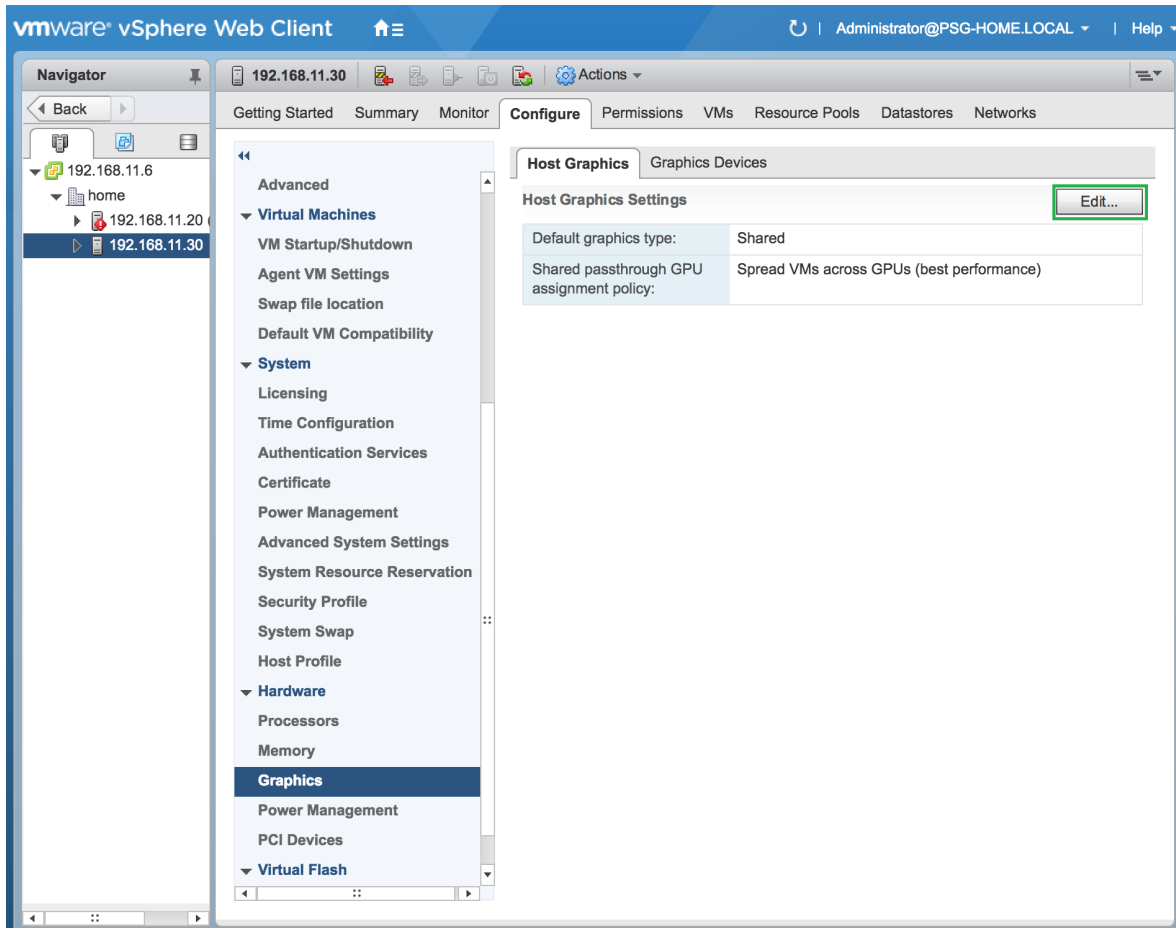 vmware® vSphere Web Client
Administrator@PSG-HOME.LOCAL
Help
Navigator
Back
192.168.11.6
home
192.168.11.20 (
192.168.11.30
192.168.11.30
Actions
Getting Started Summary Monitor Configure Permissions VMs Resource Pools Datastores Networks
Advanced
Virtual Machines
VM Startup/Shutdown
Agent VM Settings
Swap file location
Default VM Compatibility
System
Licensing
Time Configuration
Authentication Services
Certificate
Power Management
Advanced System Settings
System Resource Reservation
Security Profile
System Swap
Host Profile
Hardware
Processors
Memory
Graphics
Power Management
PCI Devices
Virtual Flash
Host Graphics Graphics Devices
Host Graphics Settings
Edit...
Default graphics type: Shared
Shared passthrough GPU Spread VMs across GPUs (best performance)
assignment policy: